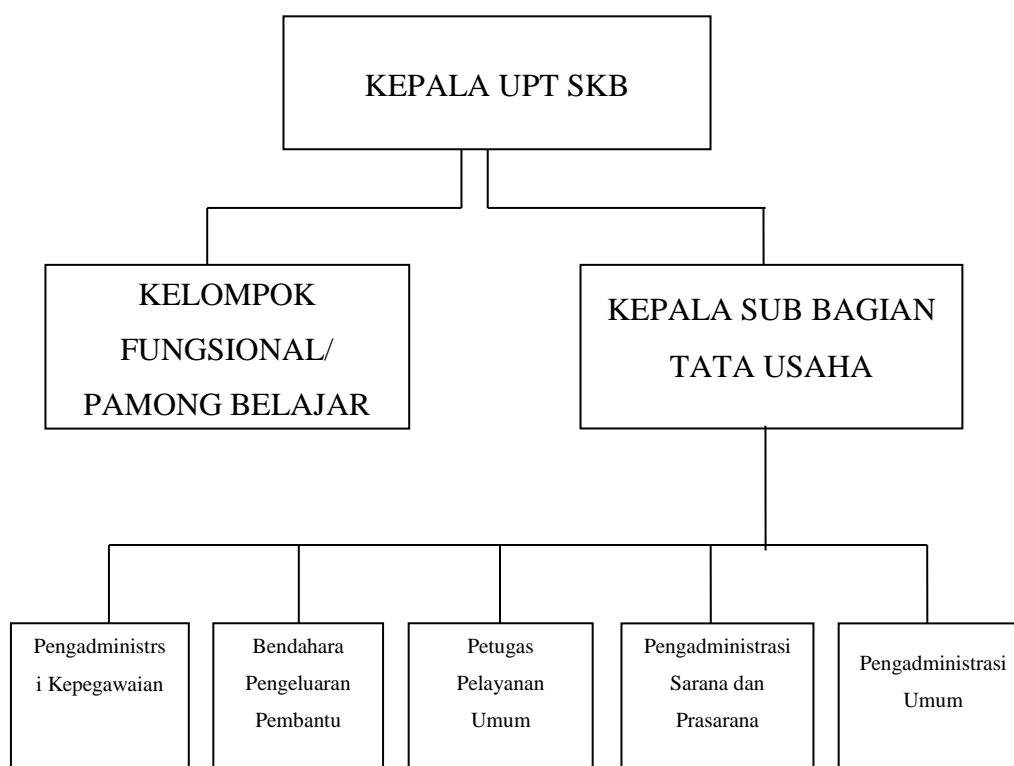 KEPALA UPT SKB
KELOMPOK
FUNGSIONAL/
PAMONG BELAJAR
KEPALA SUB BAGIAN
TATA USAHA
Pengadministrs
i Kepegawaian
Bendahara
Pengeluaran
Pembantu
Petugas
Pelayanan
Umum
Pengadministrasi
Sarana dan
Prasarana
Pengadministrasi
Umum